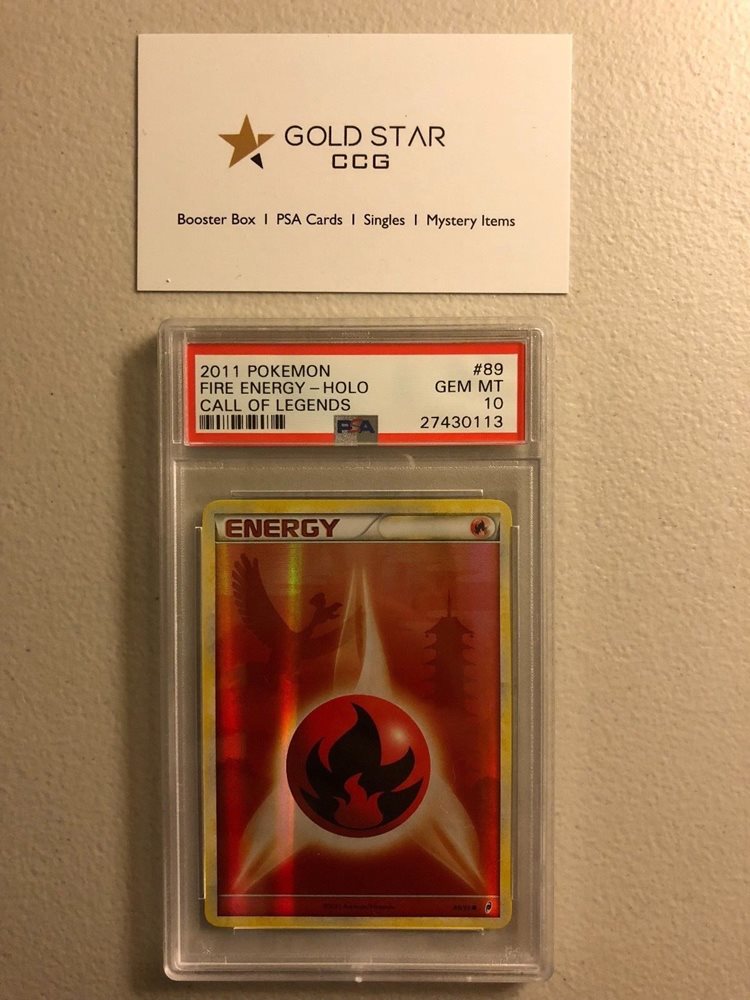 GOLD STAR
CCG
Booster Box I PSA Cards I Singles I Mystery Items
2011 POKEMON #89
FIRE ENERGY – HOLO GEM MT
CALL OF LEGENDS 10
PSA 27430113
ENERGY